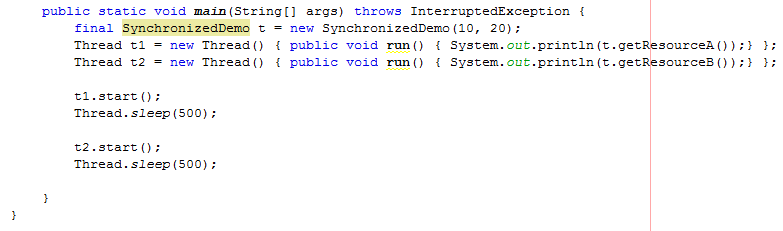 public static void main(String[] args) throws InterruptedException {
final SynchronizedDemo t = new SynchronizedDemo(10, 20);
Thread t1 = new Thread() { public void run() { System.out.println(t.getResourceA());} };
Thread t2 = new Thread() { public void run() { System.out.println(t.getResourceB());} };
t1.start();
Thread.sleep(500);
t2.start();
Thread.sleep(500);
}
}